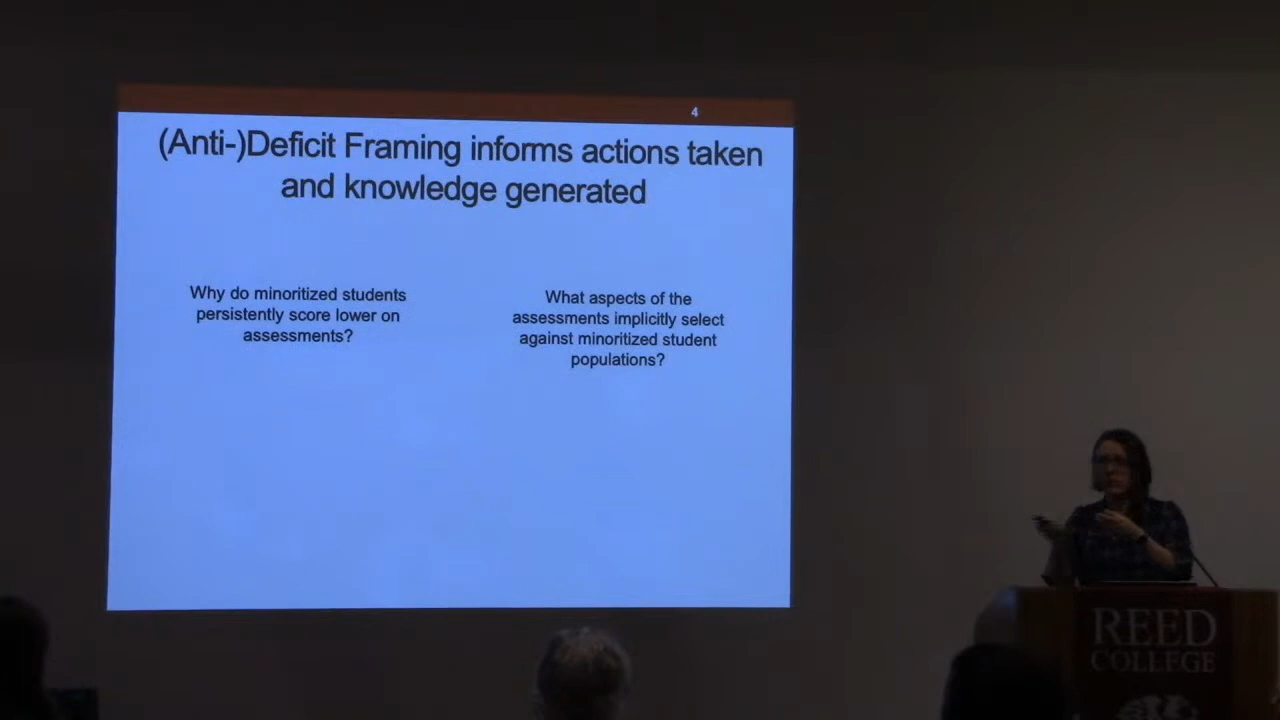 4
(Anti-)Deficit Framing informs actions taken
and knowledge generated
Why do minoritized students
persistently score lower on
assessments?
What aspects of the
assessments implicitly select
against minoritized student
populations?
REED
COLLEGE